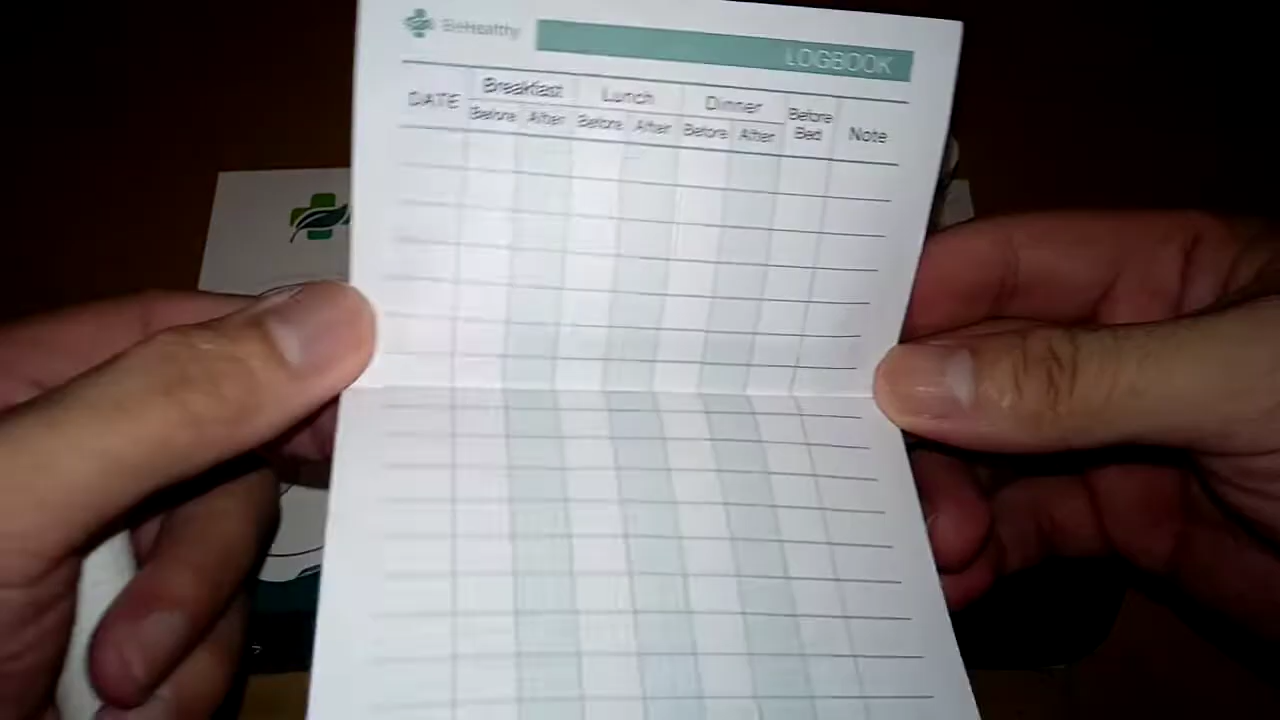 BeHealthy
LOGBOOK
DATE Breakfast Lunch Dinner Before Bed Note
Before After Before After Before After